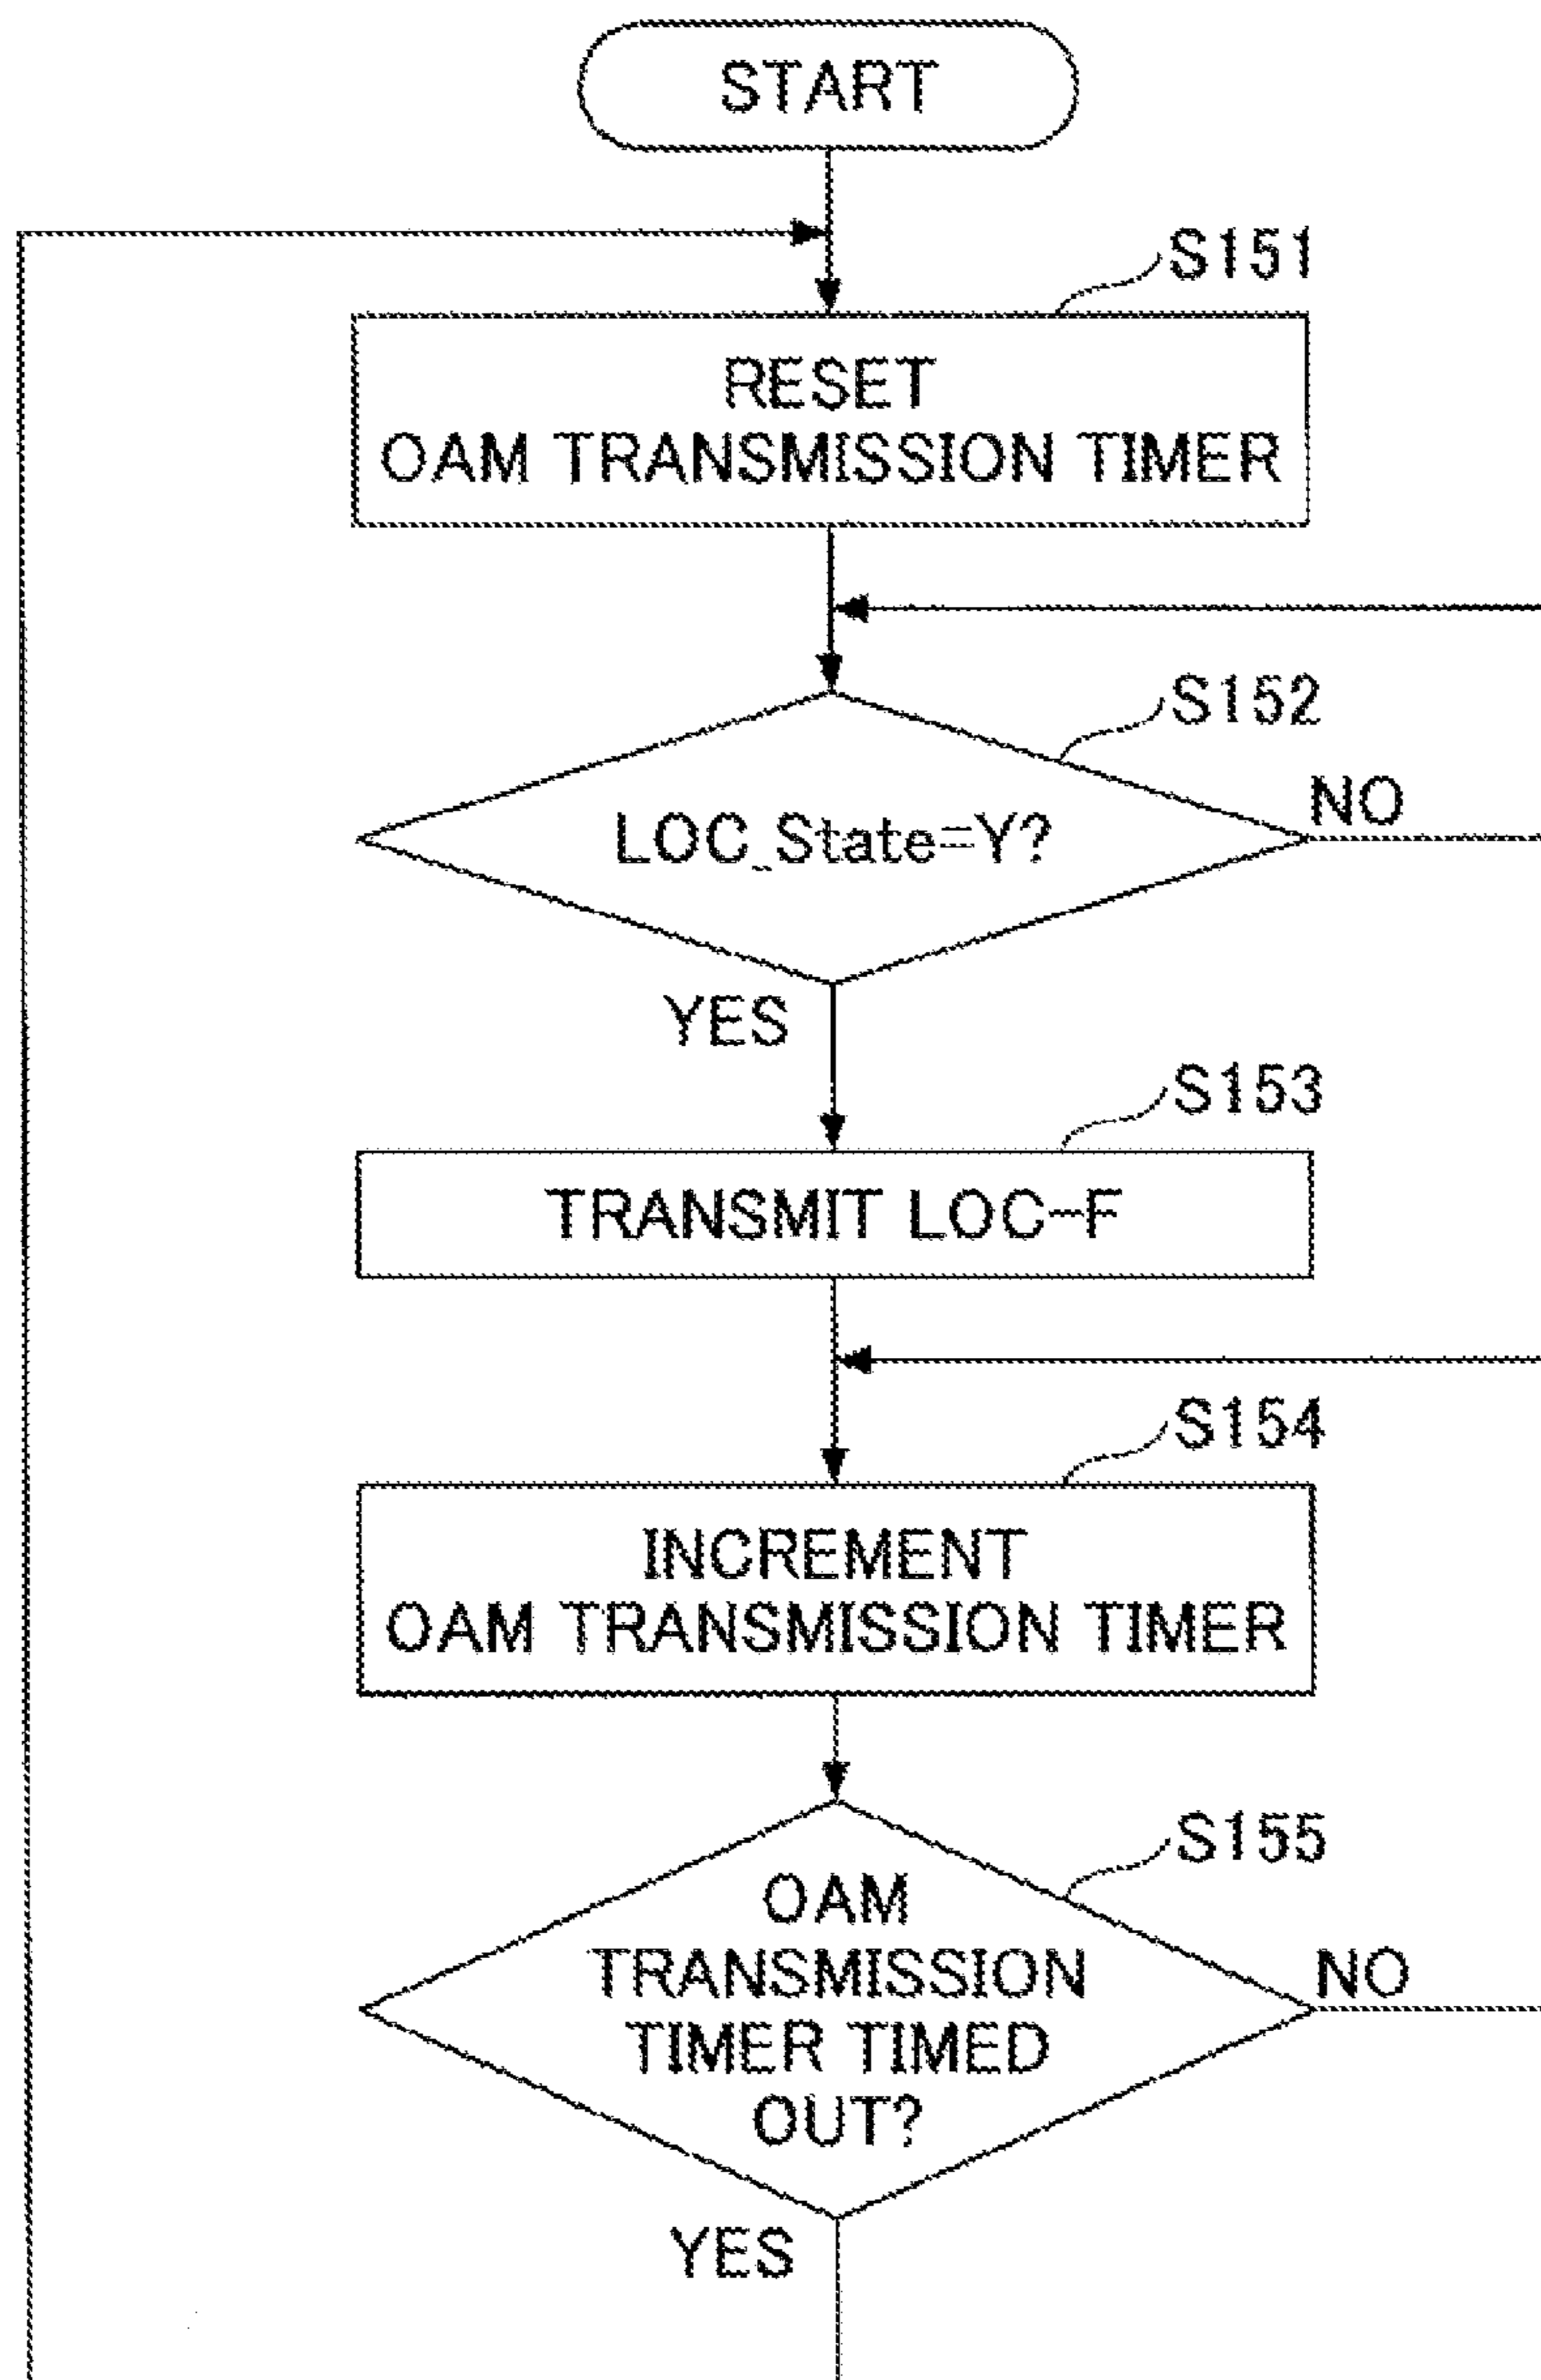 START
S151
RESET
OAM TRANSMISSION TIMER
S152
LOC_State=Y?
NO
YES
S153
TRANSMIT LOC-F
S154
INCREMENT
OAM TRANSMISSION TIMER
S155
OAM
TRANSMISSION
TIMER TIMED
OUT?
NO
YES